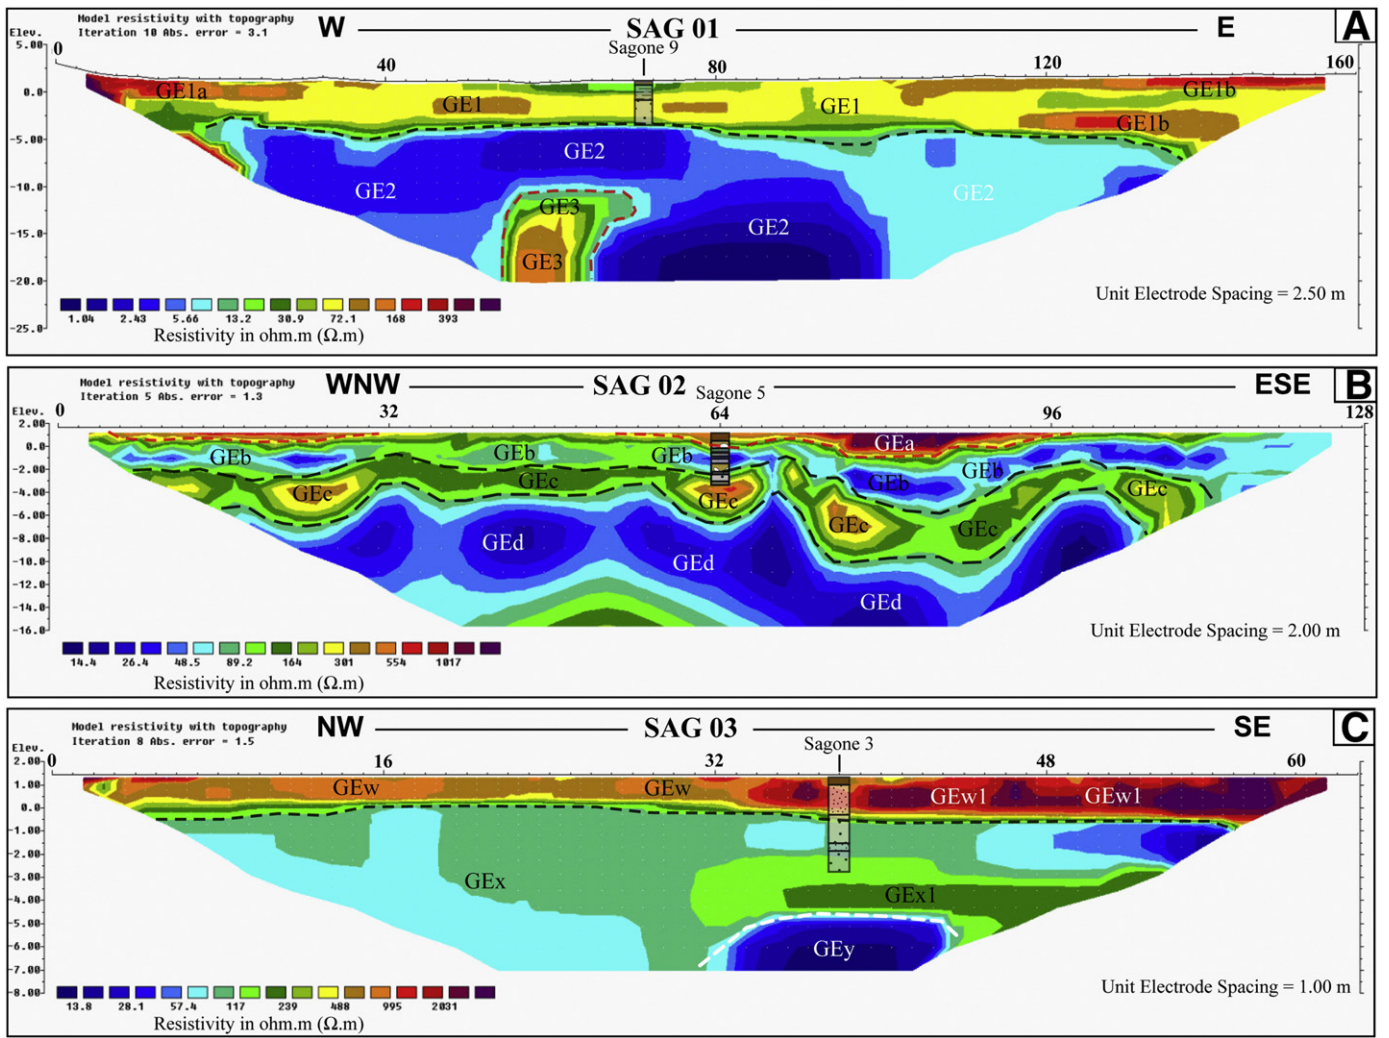 Model resistivity with topography
Iteration 10 Abs. error = 3.1
W SAG 01 E A
Sagone 9
Elev.
5.00
0 40 80 120 160
0.0
-5.00
-10.0
-15.0
-20.0
-25.0
GE1a GE1 GE1 GE1b
GE1b
GE2
GE2 GE2
GE3 GE2
GE3
Unit Electrode Spacing = 2.50 m
1.04 2.43 5.66 13.2 30.9 72.1 168 393
Resistivity in ohm.m (Ω.m)
Model resistivity with topography
Iteration 5 Abs. error = 1.3
WNW SAG 02 ESE B
Sagone 5
Elev.
0 32 64 96 128
2.00
0.0
-2.00
-4.00
-6.00
-8.00
-10.0
-12.0
-14.0
-16.0
GEa
GEb GEb GEb GEb
GEb
GEc GEc GEc GEc
GEc GEc
GEd GEd
GEd
Unit Electrode Spacing = 2.00 m
14.4 26.4 48.5 89.2 164 301 554 1017
Resistivity in ohm.m (Ω.m)
Model resistivity with topography
Iteration 8 Abs. error = 1.5
NW SAG 03 SE C
Sagone 3
Elev.
2.00
0 16 32 48 60
1.00
0.0
-1.00
-2.00
-3.00
-4.00
-5.00
-6.00
-7.00
-8.00
GEw GEw GEw1 GEw1
GEx GEx1
GEy
Unit Electrode Spacing = 1.00 m
13.8 28.1 57.4 117 239 488 995 2031
Resistivity in ohm.m (Ω.m)